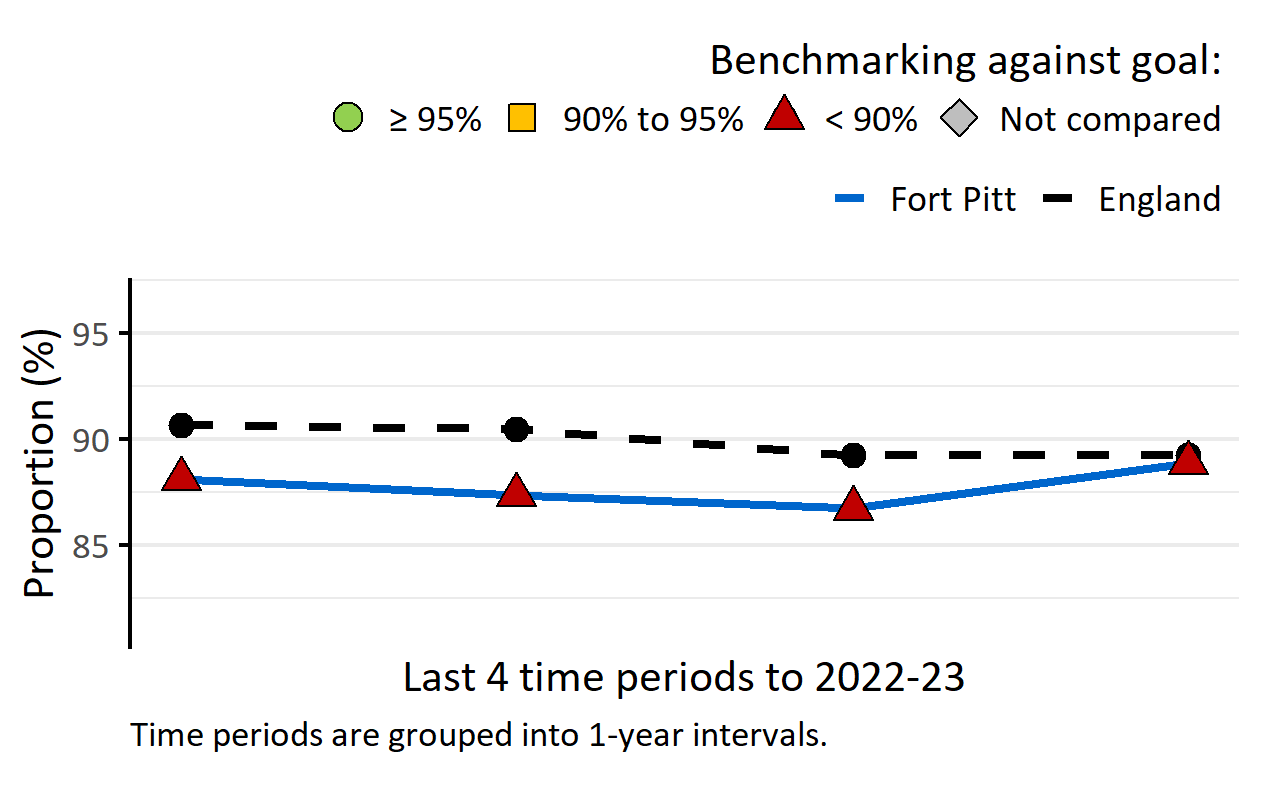 Benchmarking against goal:
≥ 95% 90% to 95% < 90% Not compared
Fort Pitt England
Proportion (%)
95
90
85
Last 4 time periods to 2022-23
Time periods are grouped into 1-year intervals.